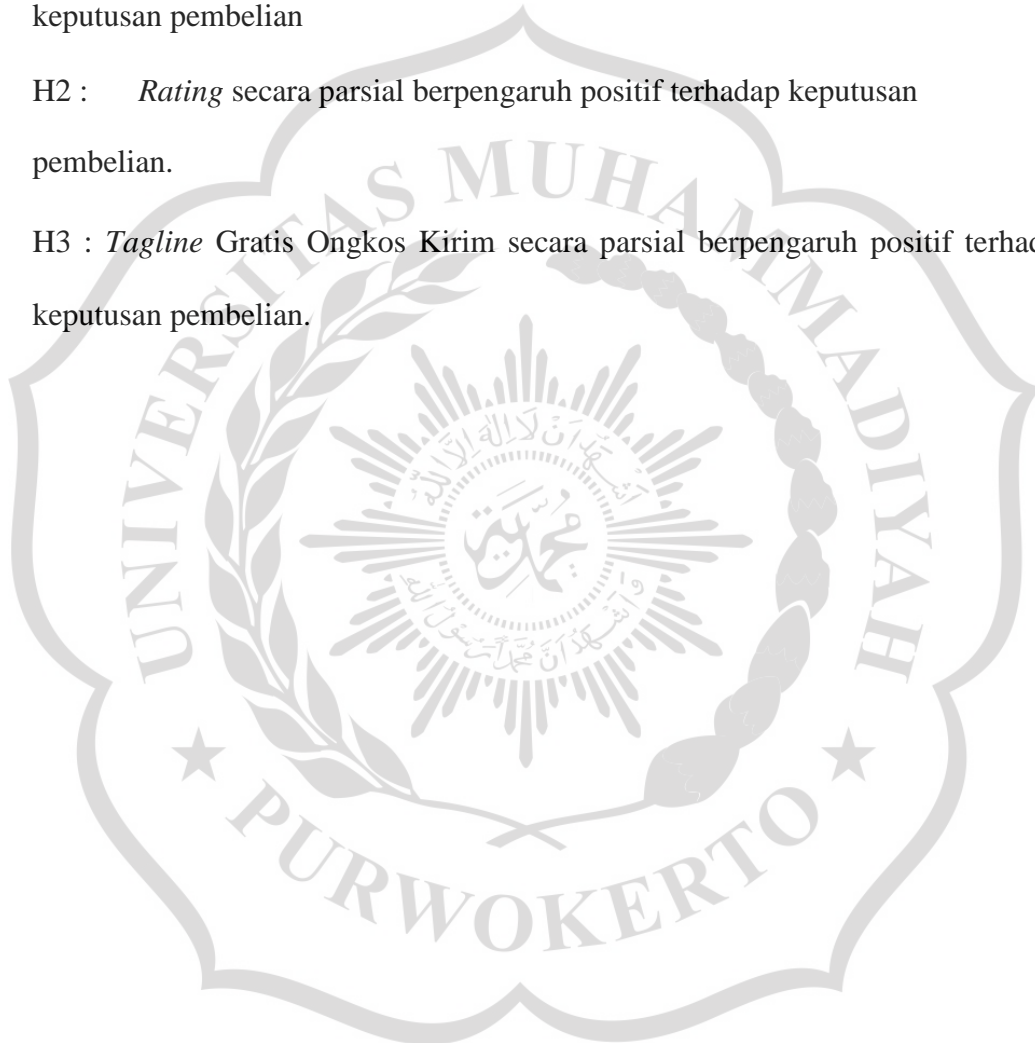 keputusan pembelian
H2 : Rating secara parsial berpengaruh positif terhadap keputusan
pembelian.
H3 : Tagline Gratis Ongkos Kirim secara parsial berpengaruh positif terhad
keputusan pembelian.
UNIVERSITAS MUHAMMADIYAH
PURWOKERTO